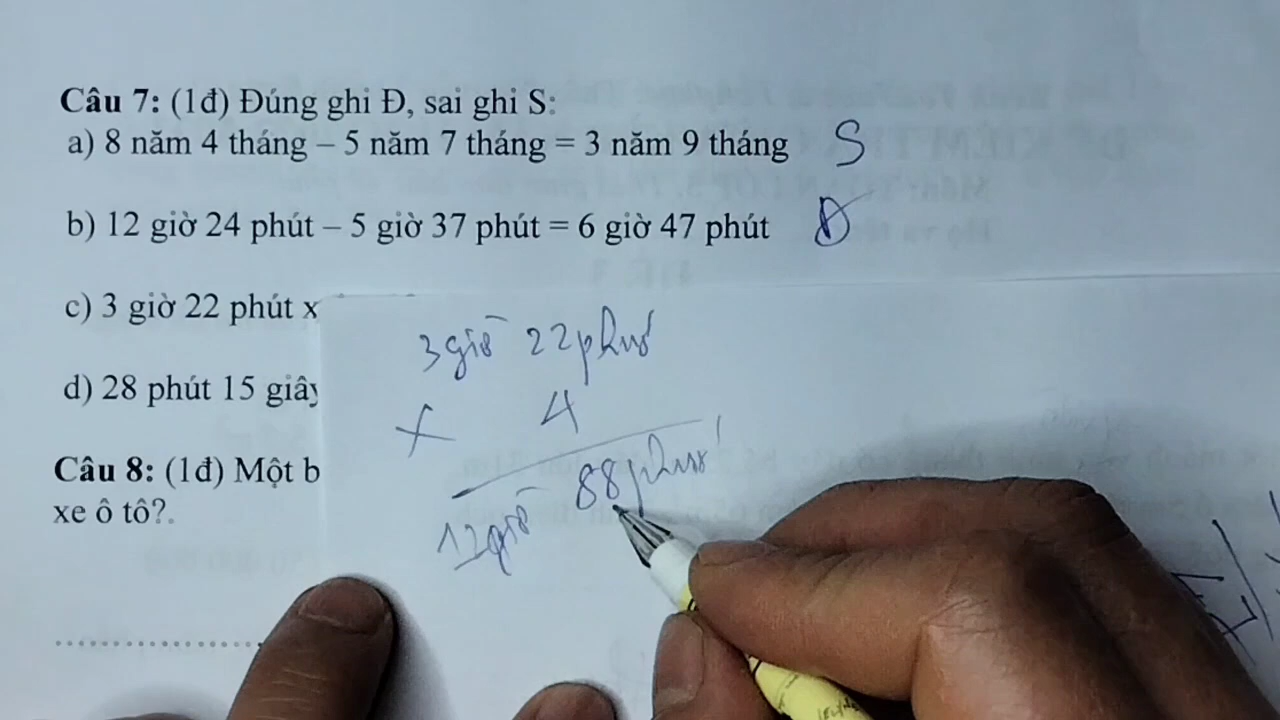 Câu 7: (1đ) Đúng ghi Đ, sai ghi S:
a) 8 năm 4 tháng – 5 năm 7 tháng = 3 năm 9 tháng S
b) 12 giờ 24 phút – 5 giờ 37 phút = 6 giờ 47 phút Đ
c) 3 giờ 22 phút x
d) 28 phút 15 giây
Câu 8: (1đ) Một b
xe ô tô?.
3 giờ 22 phút
x 4
12 giờ 88 phút